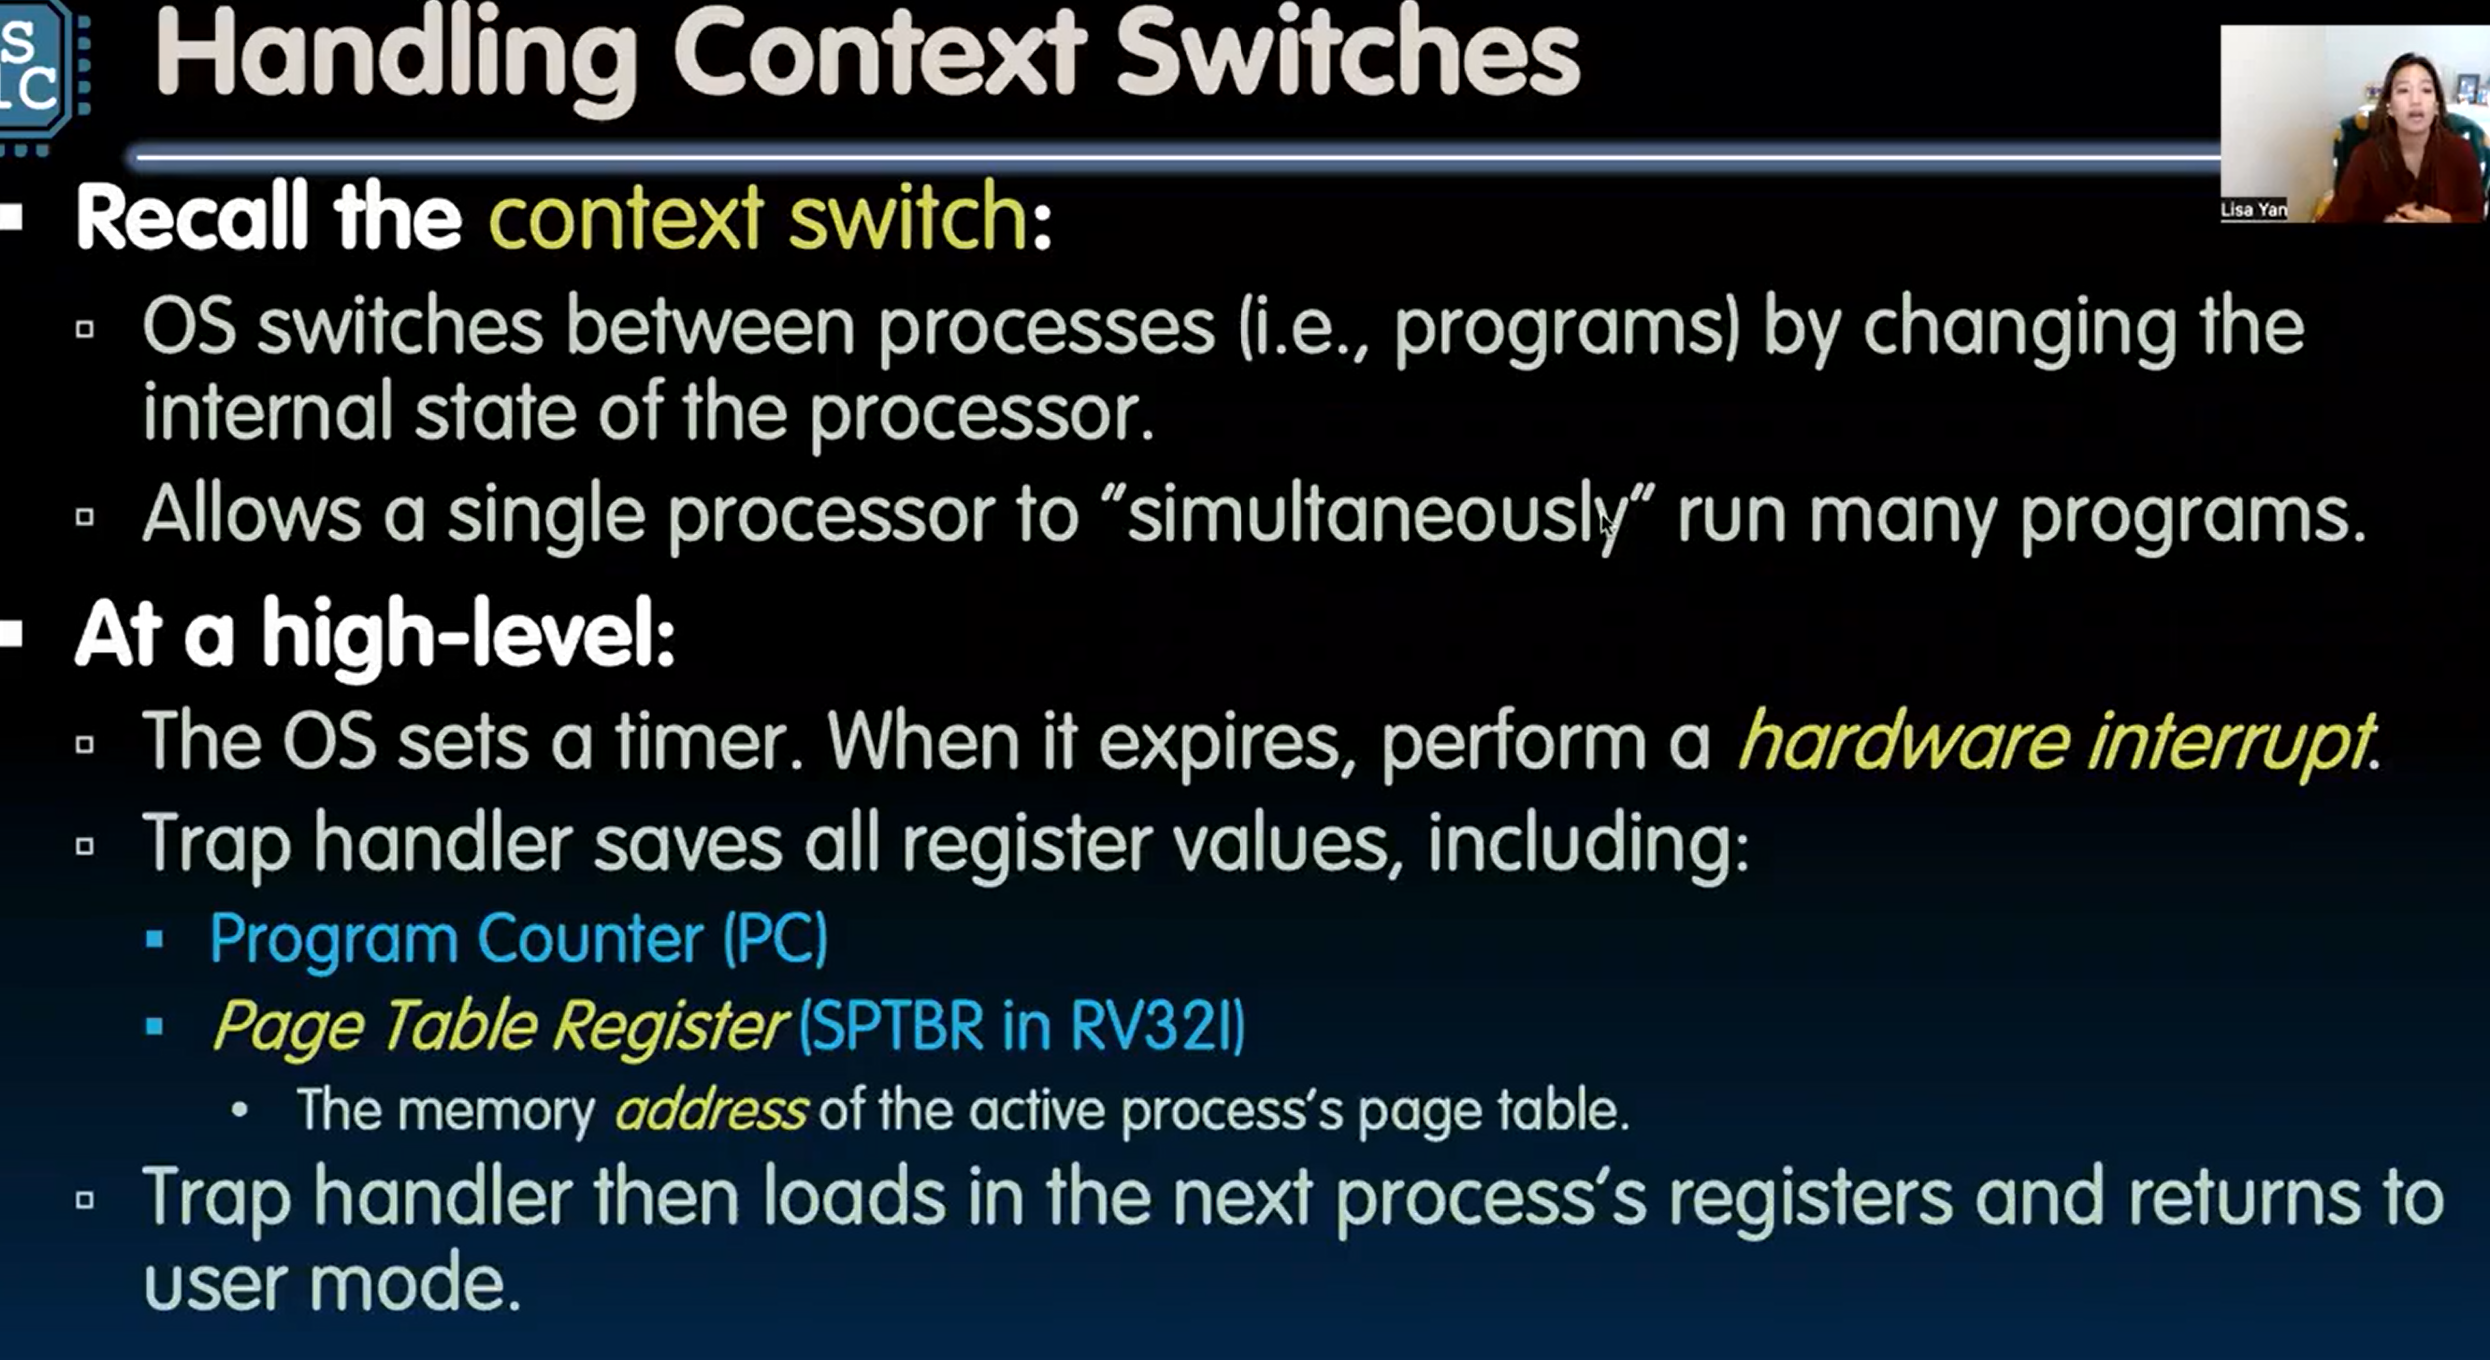 S
LC
Handling Context Switches
Lisa Yan
Recall the context switch:
OS switches between processes (i.e., programs) by changing the
internal state of the processor.
Allows a single processor to “simultaneously” run many programs.
At a high-level:
The OS sets a timer. When it expires, perform a hardware interrupt.
Trap handler saves all register values, including:
Program Counter (PC)
Page Table Register (SPTBR in RV32I)
The memory address of the active process’s page table.
Trap handler then loads in the next process’s registers and returns to
user mode.